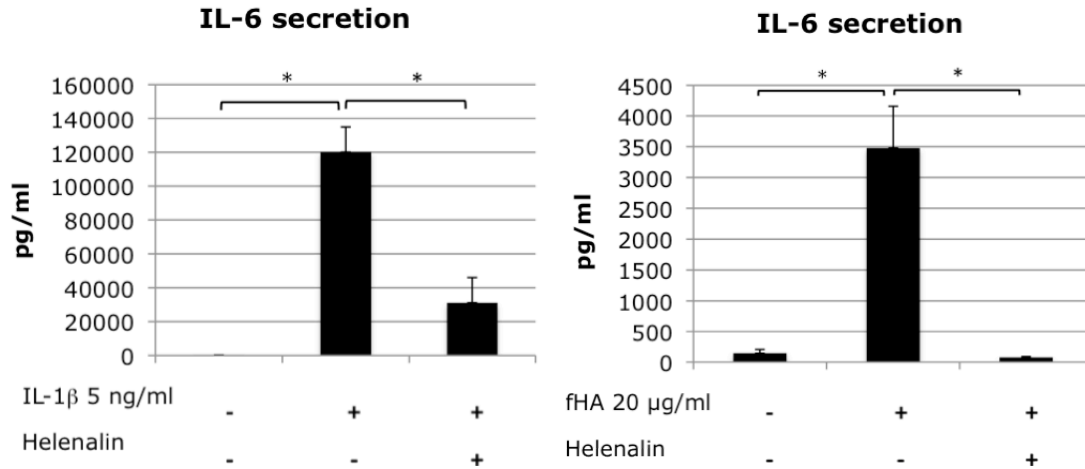 IL-6 secretion
* *
160000
140000
120000
100000
80000
60000
40000
20000
0
pg/ml
IL-1β 5 ng/ml - + +
Helenalin - - +
IL-6 secretion
* *
4500
4000
3500
3000
2500
2000
1500
1000
500
0
pg/ml
fHA 20 µg/ml - + +
Helenalin - - +